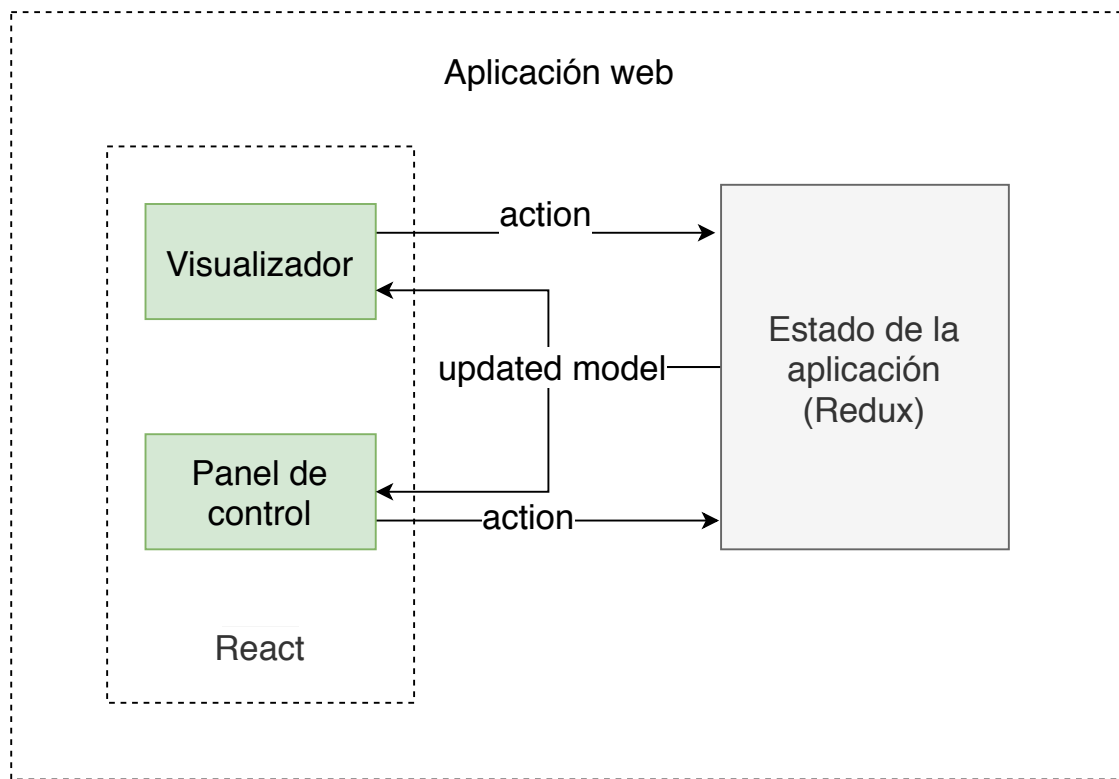 Aplicación web
action
Visualizador
updated model
Estado de la
aplicación
(Redux)
Panel de
control
action
React